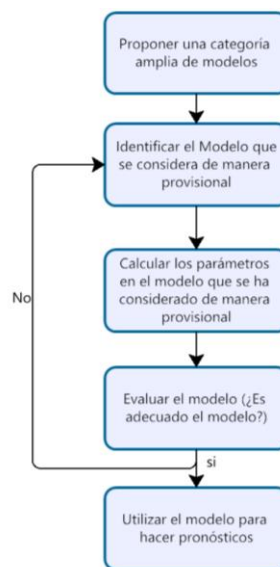 Proponer una categoría
amplia de modelos
Identificar el Modelo que
se considera de manera
provisional
Calcular los parámetros
en el modelo que se ha
considerado de manera
provisional
No
Evaluar el modelo (¿Es
adecuado el modelo?)
si
Utilizar el modelo para
hacer pronósticos